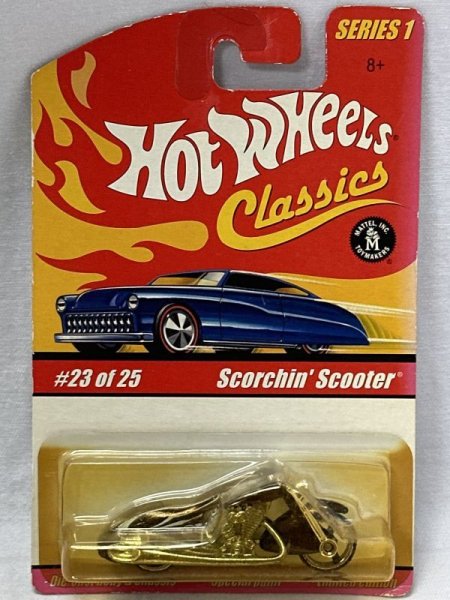 SERIES 1
8+
Hot Wheels®
Classics
MATTEL, INC.
M
TOYMAKERS
©
#23 of 25
Scorchin' Scooter®